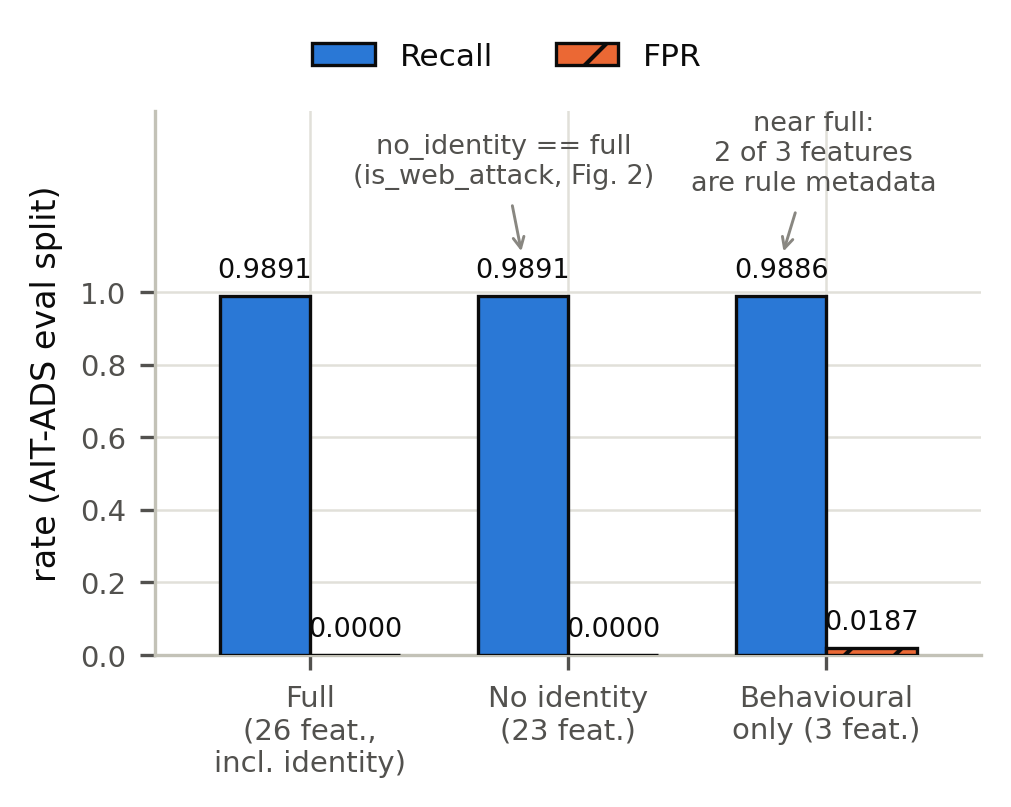 Recall FPR
no_identity == full
(is_web_attack, Fig. 2)
near full:
2 of 3 features
are rule metadata
rate (AIT-ADS eval split)
1.0
0.8
0.6
0.4
0.2
0.0
0.9891
0.0000
0.9891
0.0000
0.9886
0.0187
Full
(26 feat.,
incl. identity)
No identity
(23 feat.)
Behavioural
only (3 feat.)